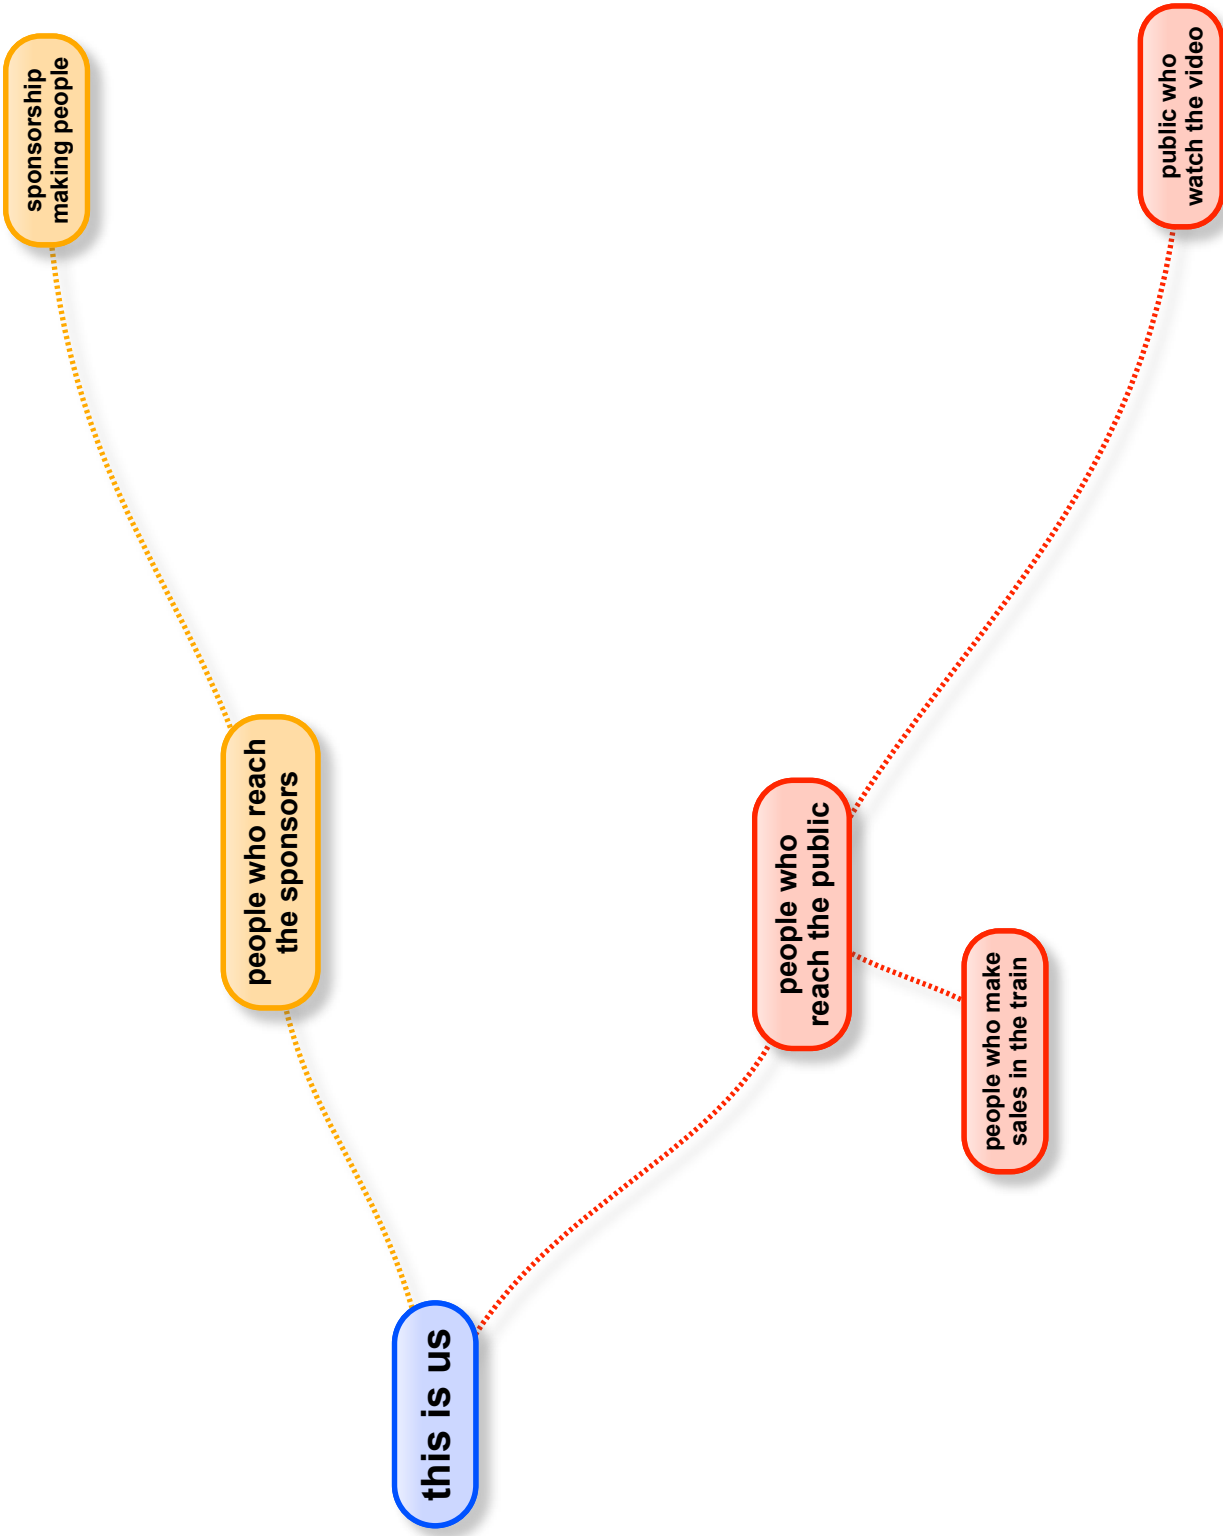 sponsorship
making people
people who reach
the sponsors
this is us
people who
reach the public
people who make
sales in the train
public who
watch the video